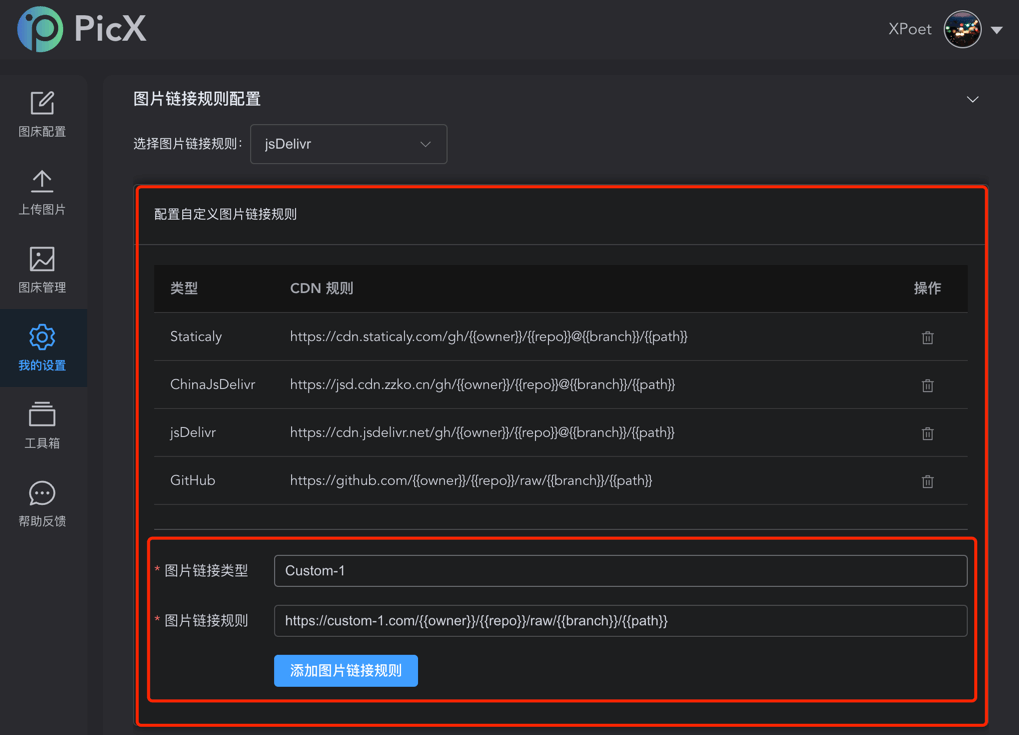 PicX
XPoet
图床配置
上传图片
图床管理
我的设置
工具箱
帮助反馈
图片链接规则配置
选择图片链接规则: jsDelivr
配置自定义图片链接规则
类型 CDN 规则 操作
Staticaly https://cdn.staticaly.com/gh/{{owner}}/{{repo}}@{{branch}}/{{path}}
ChinaJsDelivr https://jsd.cdn.zzko.cn/gh/{{owner}}/{{repo}}@{{branch}}/{{path}}
jsDelivr https://cdn.jsdelivr.net/gh/{{owner}}/{{repo}}@{{branch}}/{{path}}
GitHub https://github.com/{{owner}}/{{repo}}/raw/{{branch}}/{{path}}
* 图片链接类型 Custom-1
* 图片链接规则 https://custom-1.com/{{owner}}/{{repo}}/raw/{{branch}}/{{path}}
添加图片链接规则